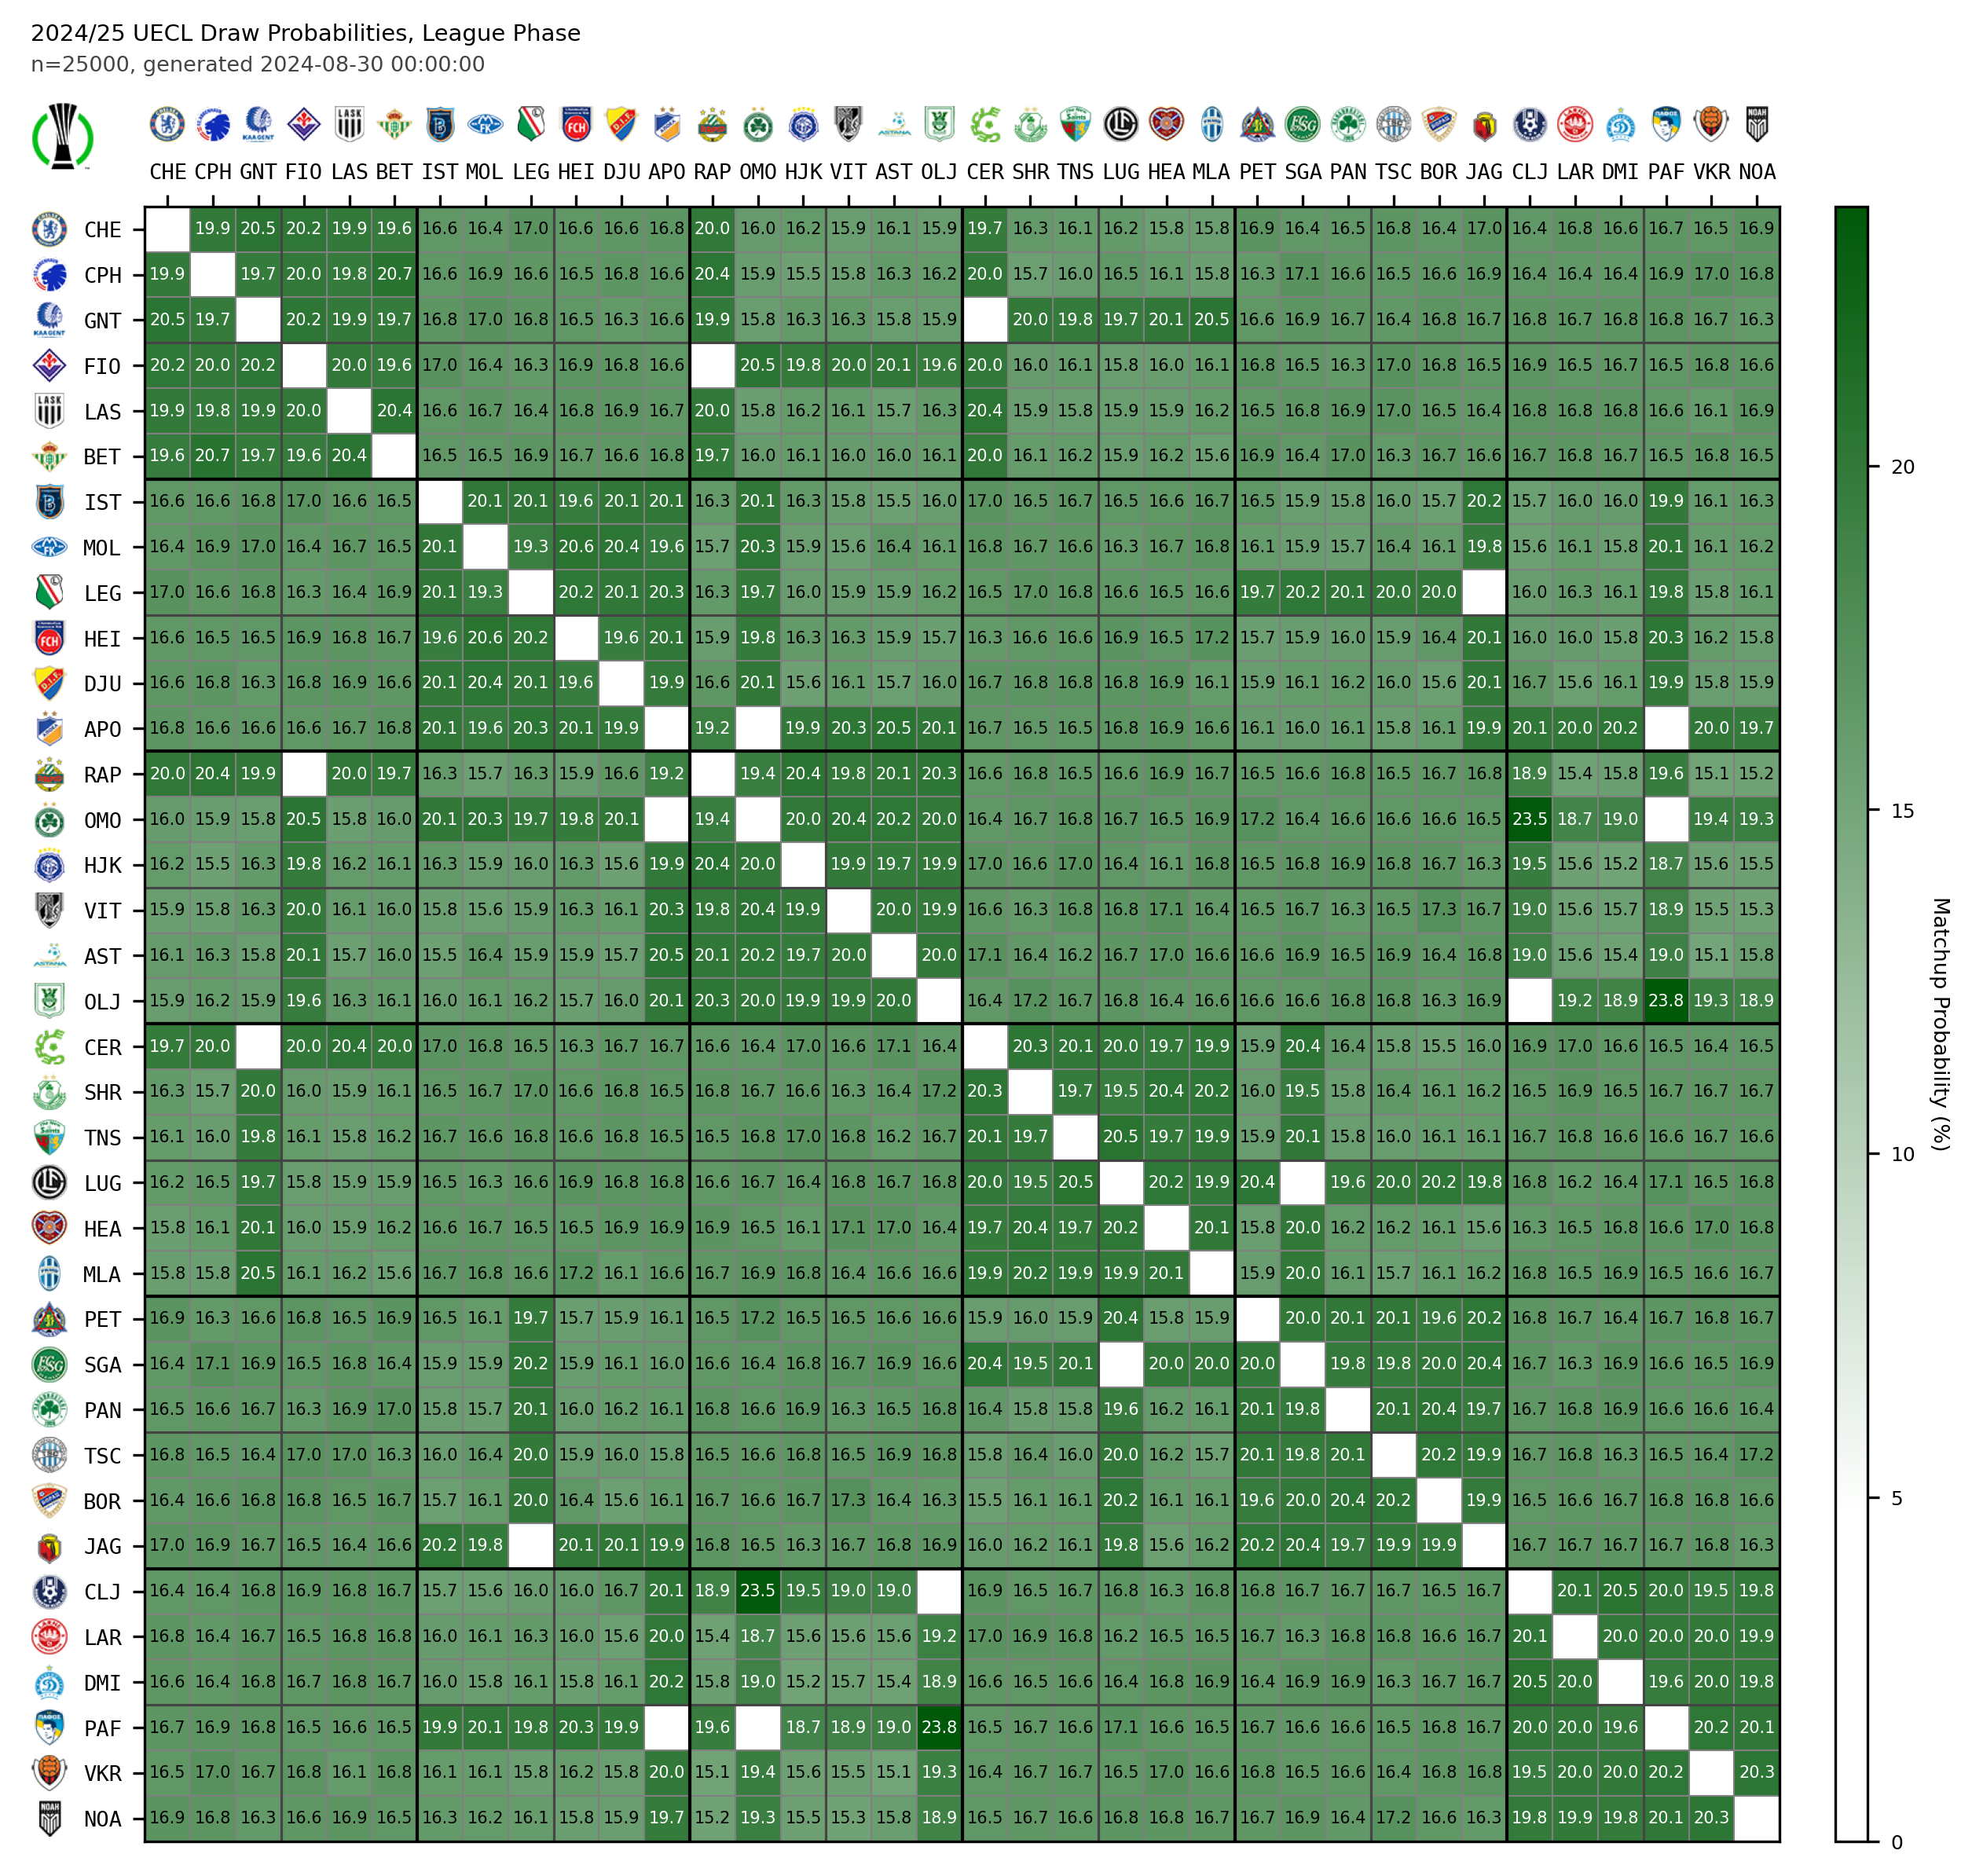 2024/25 UECL Draw Probabilities, League Phase
n=25000, generated 2024-08-30 00:00:00
CHE CPH GNT FIO LAS BET IST MOL LEG HEI DJU APO RAP OMO HJK VIT AST OLJ CER SHR TNS LUG HEA MLA PET SGA PAN TSC BOR JAG CLJ LAR DMI PAF VKR NOA
CHE 19.9 20.5 20.2 19.9 19.6 16.6 16.4 17.0 16.6 16.6 16.8 20.0 16.0 16.2 15.9 16.1 15.9 19.7 16.3 16.1 16.2 15.8 15.8 16.9 16.4 16.5 16.8 16.4 17.0 16.4 16.8 16.6 16.7 16.5 16.9
CPH 19.9 19.7 20.0 19.8 20.7 16.6 16.9 16.6 16.5 16.8 16.6 20.4 15.9 15.5 15.8 16.3 16.2 20.0 15.7 16.0 16.5 16.1 15.8 16.3 17.1 16.6 16.5 16.6 16.9 16.4 16.4 16.4 16.9 17.0 16.8
GNT 20.5 19.7 20.2 19.9 19.7 16.8 17.0 16.8 16.5 16.3 16.6 19.9 15.8 16.3 16.3 15.8 15.9 20.0 19.8 19.7 20.1 20.5 16.6 16.9 16.7 16.4 16.8 16.7 16.8 16.7 16.8 16.8 16.7 16.3
FIO 20.2 20.0 20.2 20.0 19.6 17.0 16.4 16.3 16.9 16.8 16.6 20.5 19.8 20.0 20.1 19.6 20.0 16.0 16.1 15.8 16.0 16.1 16.8 16.5 16.3 17.0 16.8 16.5 16.9 16.5 16.7 16.5 16.8 16.6
LAS 19.9 19.8 19.9 20.0 20.4 16.6 16.7 16.4 16.8 16.9 16.7 20.0 15.8 16.2 16.1 15.7 16.3 20.4 15.9 15.8 15.9 15.9 16.2 16.5 16.8 16.9 17.0 16.5 16.4 16.8 16.8 16.8 16.6 16.1 16.9
BET 19.6 20.7 19.7 19.6 20.4 16.5 16.5 16.9 16.7 16.6 16.8 19.7 16.0 16.1 16.0 16.0 16.1 20.0 16.1 16.2 15.9 16.2 15.6 16.9 16.4 17.0 16.3 16.7 16.6 16.7 16.8 16.7 16.5 16.8 16.5
IST 16.6 16.6 16.8 17.0 16.6 16.5 20.1 20.1 19.6 20.1 20.1 16.3 20.1 16.3 15.8 15.5 16.0 17.0 16.5 16.7 16.5 16.6 16.7 16.5 15.9 15.8 16.0 15.7 20.2 15.7 16.0 16.0 19.9 16.1 16.3
MOL 16.4 16.9 17.0 16.4 16.7 16.5 20.1 19.3 20.6 20.4 19.6 15.7 20.3 15.9 15.6 16.4 16.1 16.8 16.7 16.6 16.3 16.7 16.8 16.1 15.9 15.7 16.4 16.1 19.8 15.6 16.1 15.8 20.1 16.1 16.2
LEG 17.0 16.6 16.8 16.3 16.4 16.9 20.1 19.3 20.2 20.1 20.3 16.3 19.7 16.0 15.9 15.9 16.2 16.5 17.0 16.8 16.6 16.5 16.6 19.7 20.2 20.1 20.0 20.0 16.0 16.3 16.1 19.8 15.8 16.1
HEI 16.6 16.5 16.5 16.9 16.8 16.7 19.6 20.6 20.2 19.6 20.1 15.9 19.8 16.3 16.3 15.9 15.7 16.3 16.6 16.6 16.9 16.5 17.2 15.7 15.9 16.0 15.9 16.4 20.1 16.0 16.0 15.8 20.3 16.2 15.8
DJU 16.6 16.8 16.3 16.8 16.9 16.6 20.1 20.4 20.1 19.6 19.9 16.6 20.1 15.6 16.1 15.7 16.0 16.7 16.8 16.8 16.8 16.9 16.1 15.9 16.1 16.2 16.0 15.6 20.1 16.7 15.6 16.1 19.9 15.8 15.9
APO 16.8 16.6 16.6 16.6 16.7 16.8 20.1 19.6 20.3 20.1 19.9 19.2 19.9 20.3 20.5 20.1 16.7 16.5 16.5 16.8 16.9 16.6 16.1 16.0 16.1 15.8 16.1 19.9 20.1 20.0 20.2 20.0 19.7
RAP 20.0 20.4 19.9 20.0 19.7 16.3 15.7 16.3 15.9 16.6 19.2 19.4 20.4 19.8 20.1 20.3 16.6 16.8 16.5 16.6 16.9 16.7 16.5 16.6 16.8 16.5 16.7 16.8 18.9 15.4 15.8 19.6 15.1 15.2
OMO 16.0 15.9 15.8 20.5 15.8 16.0 20.1 20.3 19.7 19.8 20.1 19.4 20.0 20.4 20.2 20.0 16.4 16.7 16.8 16.7 16.5 16.9 17.2 16.4 16.6 16.6 16.6 16.5 23.5 18.7 19.0 19.4 19.3
HJK 16.2 15.5 16.3 19.8 16.2 16.1 16.3 15.9 16.0 16.3 15.6 19.9 20.4 20.0 19.9 19.7 19.9 17.0 16.6 17.0 16.4 16.1 16.8 16.5 16.8 16.9 16.8 16.7 16.3 19.5 15.6 15.2 18.7 15.6 15.5
VIT 15.9 15.8 16.3 20.0 16.1 16.0 15.8 15.6 15.9 16.3 16.1 20.3 19.8 20.4 19.9 20.0 19.9 16.6 16.3 16.8 16.8 17.1 16.4 16.5 16.7 16.3 16.5 17.3 16.7 19.0 15.6 15.7 18.9 15.5 15.3
AST 16.1 16.3 15.8 20.1 15.7 16.0 15.5 16.4 15.9 15.9 15.7 20.5 20.1 20.2 19.7 20.0 20.0 17.1 16.4 16.2 16.7 17.0 16.6 16.6 16.9 16.5 16.9 16.4 16.8 19.0 15.6 15.4 19.0 15.1 15.8
OLJ 15.9 16.2 15.9 19.6 16.3 16.1 16.0 16.1 16.2 15.7 16.0 20.1 20.3 20.0 19.9 19.9 20.0 16.4 17.2 16.7 16.8 16.4 16.6 16.6 16.6 16.8 16.8 16.3 16.9 19.2 18.9 23.8 19.3 18.9
CER 19.7 20.0 20.0 20.4 20.0 17.0 16.8 16.5 16.3 16.7 16.7 16.6 16.4 17.0 16.6 17.1 16.4 20.3 20.1 20.0 19.7 19.9 15.9 20.4 16.4 15.8 15.5 16.0 16.9 17.0 16.6 16.5 16.4 16.5
SHR 16.3 15.7 20.0 16.0 15.9 16.1 16.5 16.7 17.0 16.6 16.8 16.5 16.8 16.7 16.6 16.3 16.4 17.2 20.3 19.7 19.5 20.4 20.2 16.0 19.5 15.8 16.4 16.1 16.2 16.5 16.9 16.5 16.7 16.7 16.7
TNS 16.1 16.0 19.8 16.1 15.8 16.2 16.7 16.6 16.8 16.6 16.8 16.5 16.5 16.8 17.0 16.8 16.2 16.7 20.1 19.7 20.5 19.7 19.9 15.9 20.1 15.8 16.0 16.1 16.1 16.7 16.8 16.6 16.6 16.7 16.6
LUG 16.2 16.5 19.7 15.8 15.9 15.9 16.5 16.3 16.6 16.9 16.8 16.8 16.6 16.7 16.4 16.8 16.7 16.8 20.0 19.5 20.5 20.2 19.9 20.4 19.6 20.0 20.2 19.8 16.8 16.2 16.4 17.1 16.5 16.8
HEA 15.8 16.1 20.1 16.0 15.9 16.2 16.6 16.7 16.5 16.5 16.9 16.9 16.9 16.5 16.1 17.1 17.0 16.4 19.7 20.4 19.7 20.2 20.1 15.8 20.0 16.2 16.2 16.1 15.6 16.3 16.5 16.8 16.6 17.0 16.8
MLA 15.8 15.8 20.5 16.1 16.2 15.6 16.7 16.8 16.6 17.2 16.1 16.6 16.7 16.9 16.8 16.4 16.6 16.6 19.9 20.2 19.9 19.9 20.1 15.9 20.0 16.1 15.7 16.1 16.2 16.8 16.5 16.9 16.5 16.6 16.7
PET 16.9 16.3 16.6 16.8 16.5 16.9 16.5 16.1 19.7 15.7 15.9 16.1 16.5 17.2 16.5 16.5 16.6 16.6 15.9 16.0 15.9 20.4 15.8 15.9 20.0 20.1 20.1 19.6 20.2 16.8 16.7 16.4 16.7 16.8 16.7
SGA 16.4 17.1 16.9 16.5 16.8 16.4 15.9 15.9 20.2 15.9 16.1 16.0 16.6 16.4 16.8 16.7 16.9 16.6 20.4 19.5 20.1 20.0 20.0 20.0 19.8 19.8 20.0 20.4 16.7 16.3 16.9 16.6 16.5 16.9
PAN 16.5 16.6 16.7 16.3 16.9 17.0 15.8 15.7 20.1 16.0 16.2 16.1 16.8 16.6 16.9 16.3 16.5 16.8 16.4 15.8 15.8 19.6 16.2 16.1 20.1 19.8 20.1 20.4 19.7 16.7 16.8 16.9 16.6 16.6 16.4
TSC 16.8 16.5 16.4 17.0 17.0 16.3 16.0 16.4 20.0 15.9 16.0 15.8 16.5 16.6 16.8 16.5 16.9 16.8 15.8 16.4 16.0 20.0 16.2 15.7 20.1 19.8 20.1 20.2 19.9 16.7 16.8 16.3 16.5 16.4 17.2
BOR 16.4 16.6 16.8 16.8 16.5 16.7 15.7 16.1 20.0 16.4 15.6 16.1 16.7 16.6 16.7 17.3 16.4 16.3 15.5 16.1 16.1 20.2 16.1 16.1 19.6 20.0 20.4 20.2 19.9 16.5 16.6 16.7 16.8 16.8 16.6
JAG 17.0 16.9 16.7 16.5 16.4 16.6 20.2 19.8 20.1 20.1 19.9 16.8 16.5 16.3 16.7 16.8 16.9 16.0 16.2 16.1 19.8 15.6 16.2 20.2 20.4 19.7 19.9 19.9 16.7 16.7 16.7 16.7 16.8 16.3
CLJ 16.4 16.4 16.8 16.9 16.8 16.7 15.7 15.6 16.0 16.0 16.7 20.1 18.9 23.5 19.5 19.0 19.0 16.9 16.5 16.7 16.8 16.3 16.8 16.8 16.7 16.7 16.7 16.5 16.7 20.1 20.5 20.0 19.5 19.8
LAR 16.8 16.4 16.7 16.5 16.8 16.8 16.0 16.1 16.3 16.0 15.6 20.0 15.4 18.7 15.6 15.6 15.6 19.2 17.0 16.9 16.8 16.2 16.5 16.5 16.7 16.3 16.8 16.8 16.6 16.7 20.1 20.0 20.0 20.0 19.9
DMI 16.6 16.4 16.8 16.7 16.8 16.7 16.0 15.8 16.1 15.8 16.1 20.2 15.8 19.0 15.2 15.7 15.4 18.9 16.6 16.5 16.6 16.4 16.8 16.9 16.4 16.9 16.9 16.3 16.7 16.7 20.5 20.0 19.6 20.0 19.8
PAF 16.7 16.9 16.8 16.5 16.6 16.5 19.9 20.1 19.8 20.3 19.9 19.6 18.7 18.9 19.0 23.8 16.5 16.7 16.6 17.1 16.6 16.5 16.7 16.6 16.6 16.5 16.8 16.7 20.0 20.0 19.6 20.2 20.1
VKR 16.5 17.0 16.7 16.8 16.1 16.8 16.1 16.1 15.8 16.2 15.8 20.0 15.1 19.4 15.6 15.5 15.1 19.3 16.4 16.7 16.7 16.5 17.0 16.6 16.8 16.5 16.6 16.4 16.8 16.8 19.5 20.0 20.0 20.2 20.3
NOA 16.9 16.8 16.3 16.6 16.9 16.5 16.3 16.2 16.1 15.8 15.9 19.7 15.2 19.3 15.5 15.3 15.8 18.9 16.5 16.7 16.6 16.8 16.8 16.7 16.7 16.9 16.4 17.2 16.6 16.3 19.8 19.9 19.8 20.1 20.3
20
15
10
5
0
Matchup Probability (%)